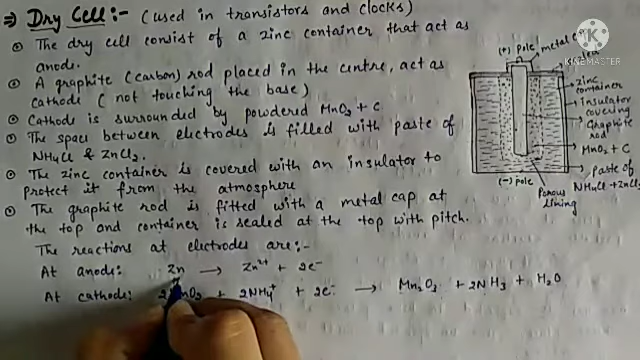 ⇒ Dry Cell:- (used in transistors and clocks)
The dry cell consist of a zinc container that act as
anode.
A graphite (carbon) rod placed in the centre, act as
cathode (not touching the base)
Cathode is surrounded by powdered MnO2 + C
The space between electrodes is filled with paste of
NH4Cl & ZnCl2.
The zinc container is covered with an insulator to
protect it from the atmosphere
The graphite rod is fitted with a metal cap at
the top and container is sealed at the top with pitch.
The reactions at electrodes are:-
At anode: Zn → Zn²⁺ + 2e⁻
At cathode: 2MnO2 + 2NH4⁺ + 2e⁻ → Mn2O3 + 2NH3 + H2O
(+) pole
metal cap
Made with
KINEMASTER
zinc
container
insulator
covering
Graphite
rod
MnO2 + C
Paste of
NH4Cl + ZnCl2
(-) pole
Porous
lining